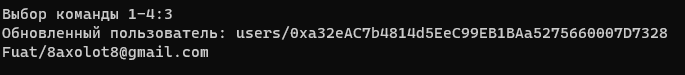 Выбор команды 1-4:3
Обновленный пользователь: users/0xa32eAC7b4814d5EeC99EB1BAa5275660007D7328
Fuat/8axolot8@gmail.com